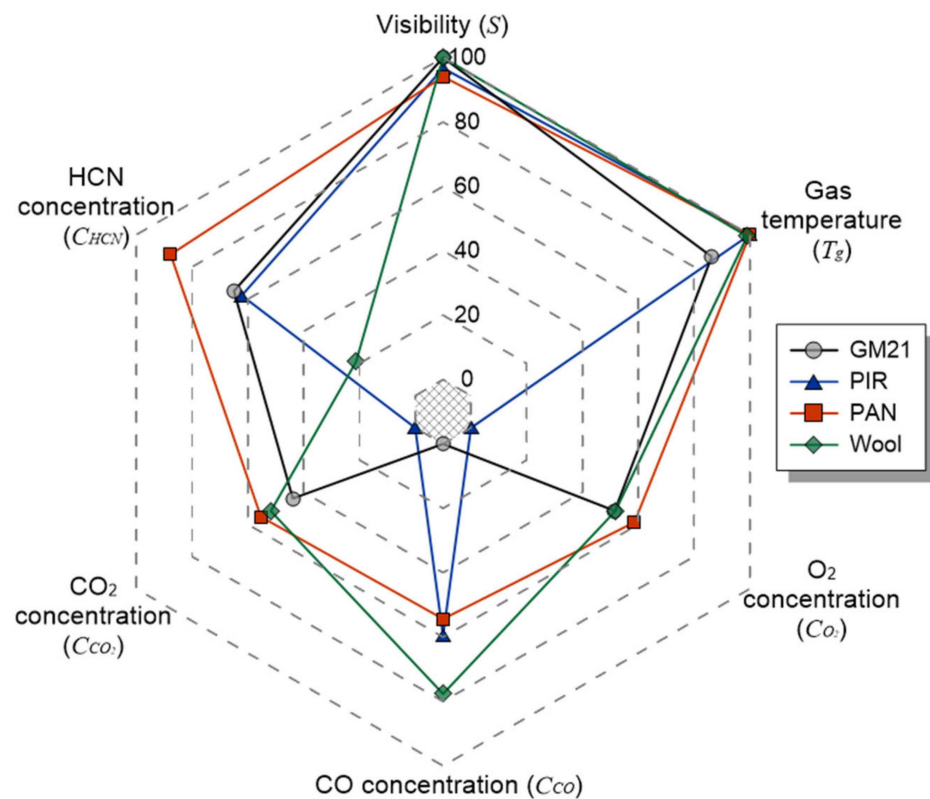 Visibility (S)
100
80
60
40
20
0
HCN
concentration
(CHCN)
Gas
temperature
(Tg)
GM21
PIR
PAN
Wool
CO2
concentration
(CCO2)
O2
concentration
(CO2)
CO concentration (CCO)